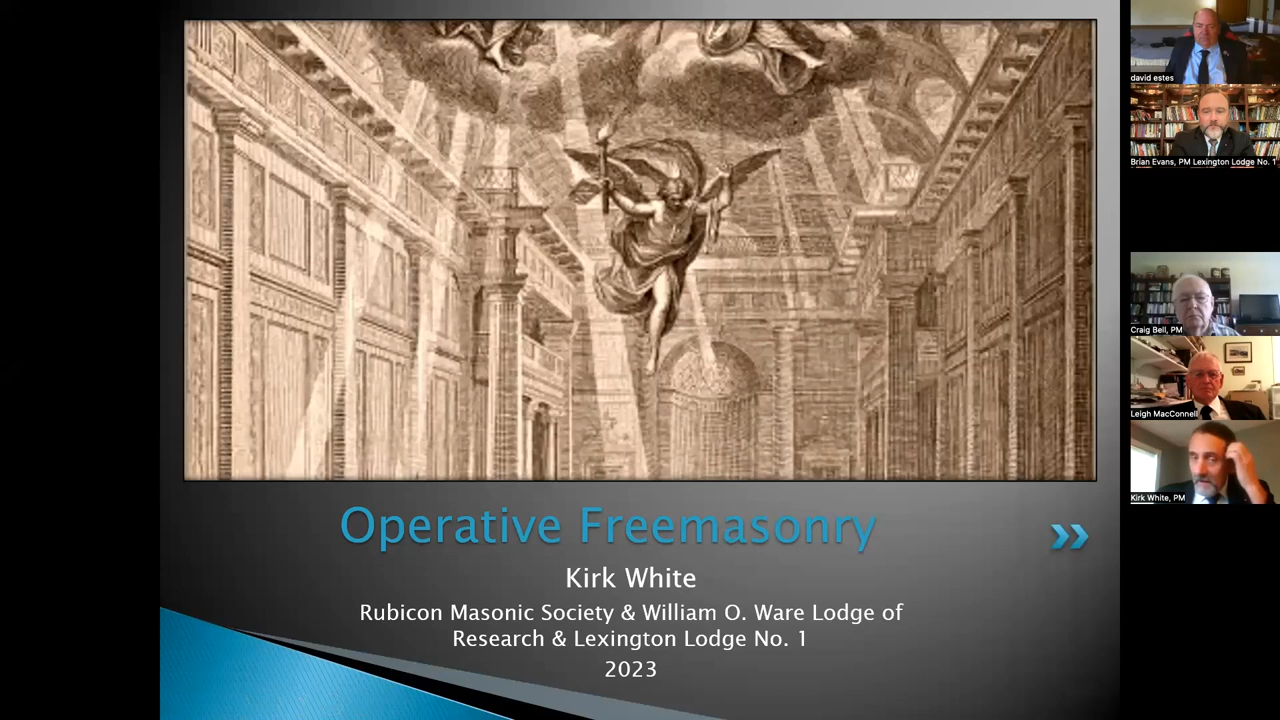 Operative Freemasonry
Kirk White
Rubicon Masonic Society & William O. Ware Lodge of
Research & Lexington Lodge No. 1
2023
david estes
Brian Evans, PM Lexington Lodge No. 1
Craig Bell, PM
Leigh MacConnell
Kirk White, PM